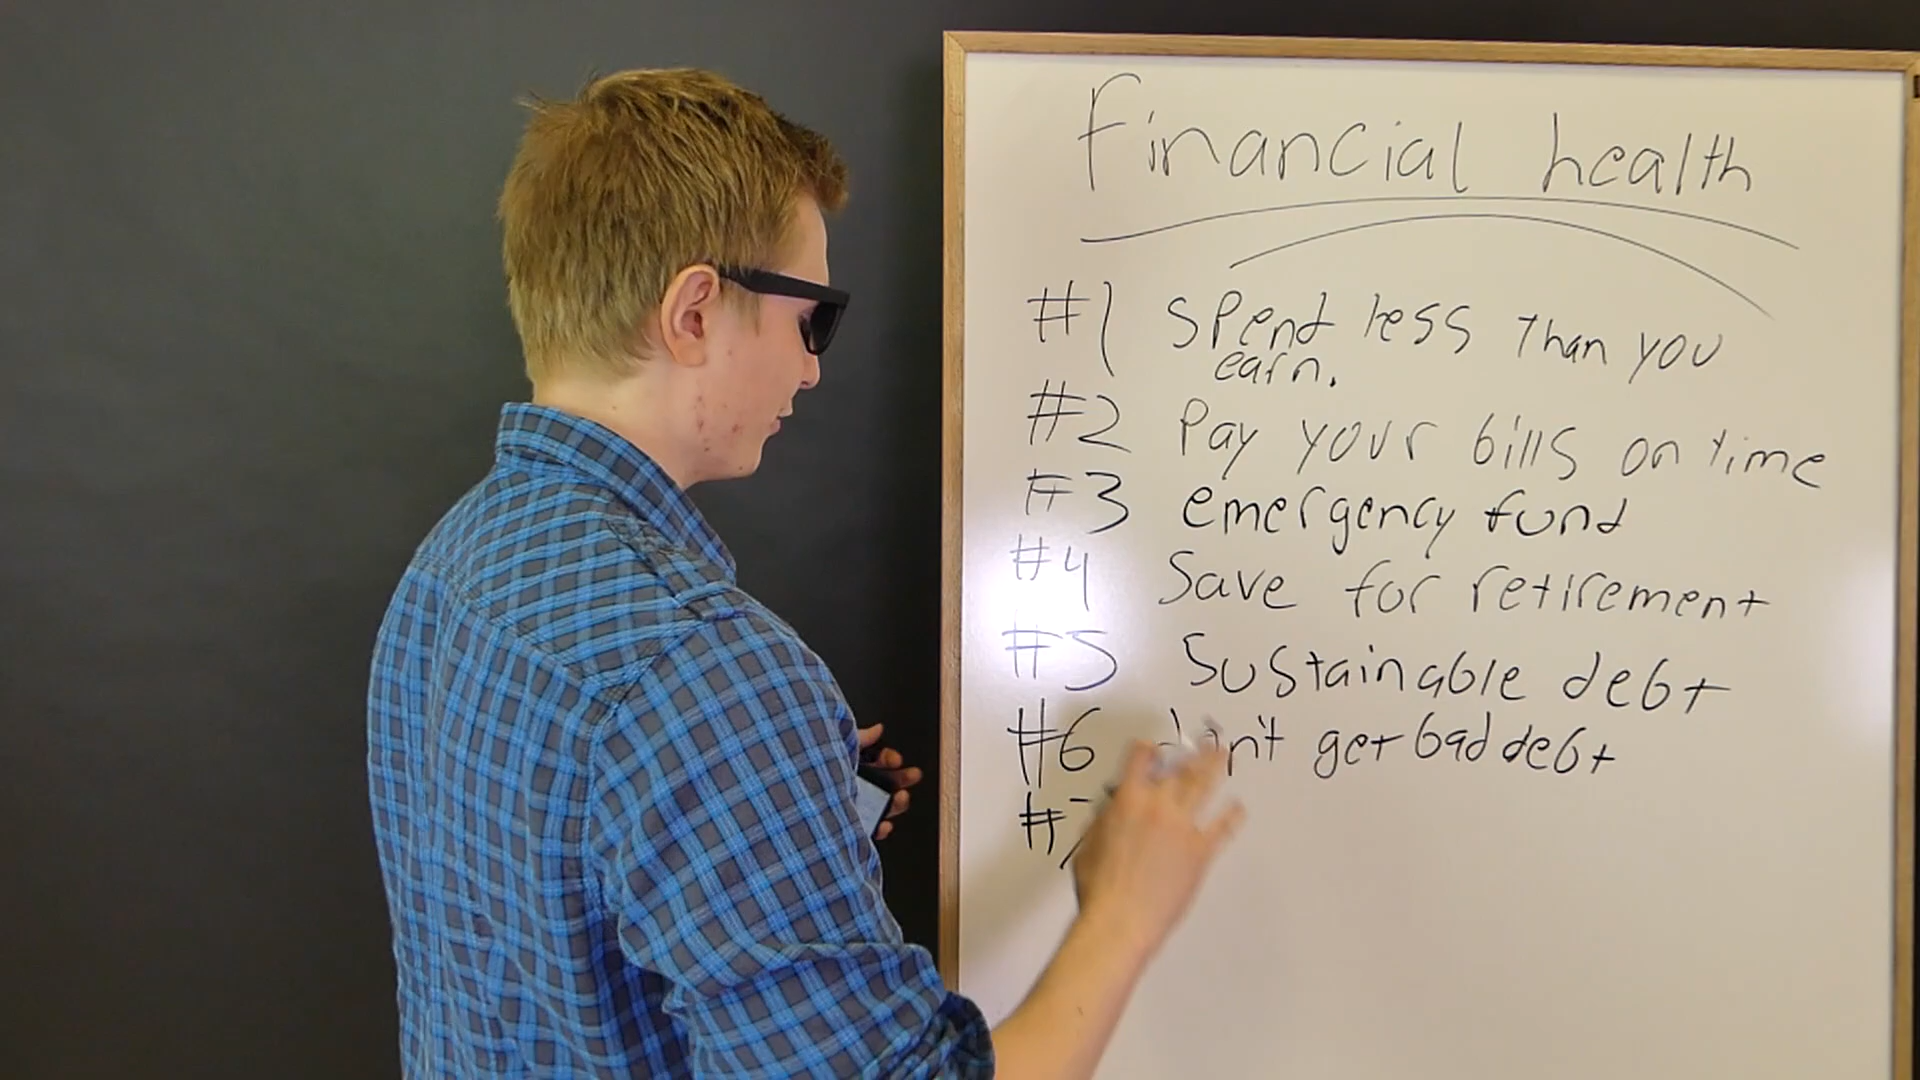 Financial health
#1 Spend less Than you
earn.
#2 Pay your bills on time
#3 emergency fund
#4 Save for retirement
#5 Sustainable debt
#6 don't get bad debt
#7